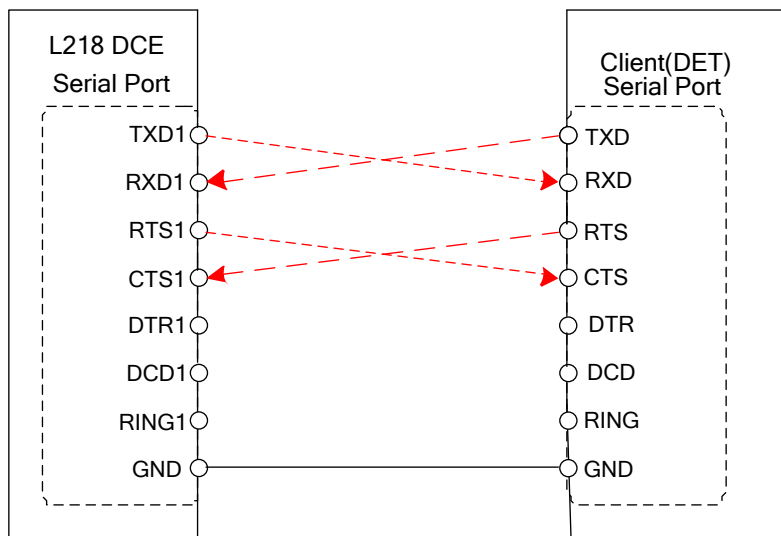 L218 DCE
Serial Port
TXD1
RXD1
RTS1
CTS1
DTR1
DCD1
RING1
GND
Client(DET)
Serial Port
TXD
RXD
RTS
CTS
DTR
DCD
RING
GND